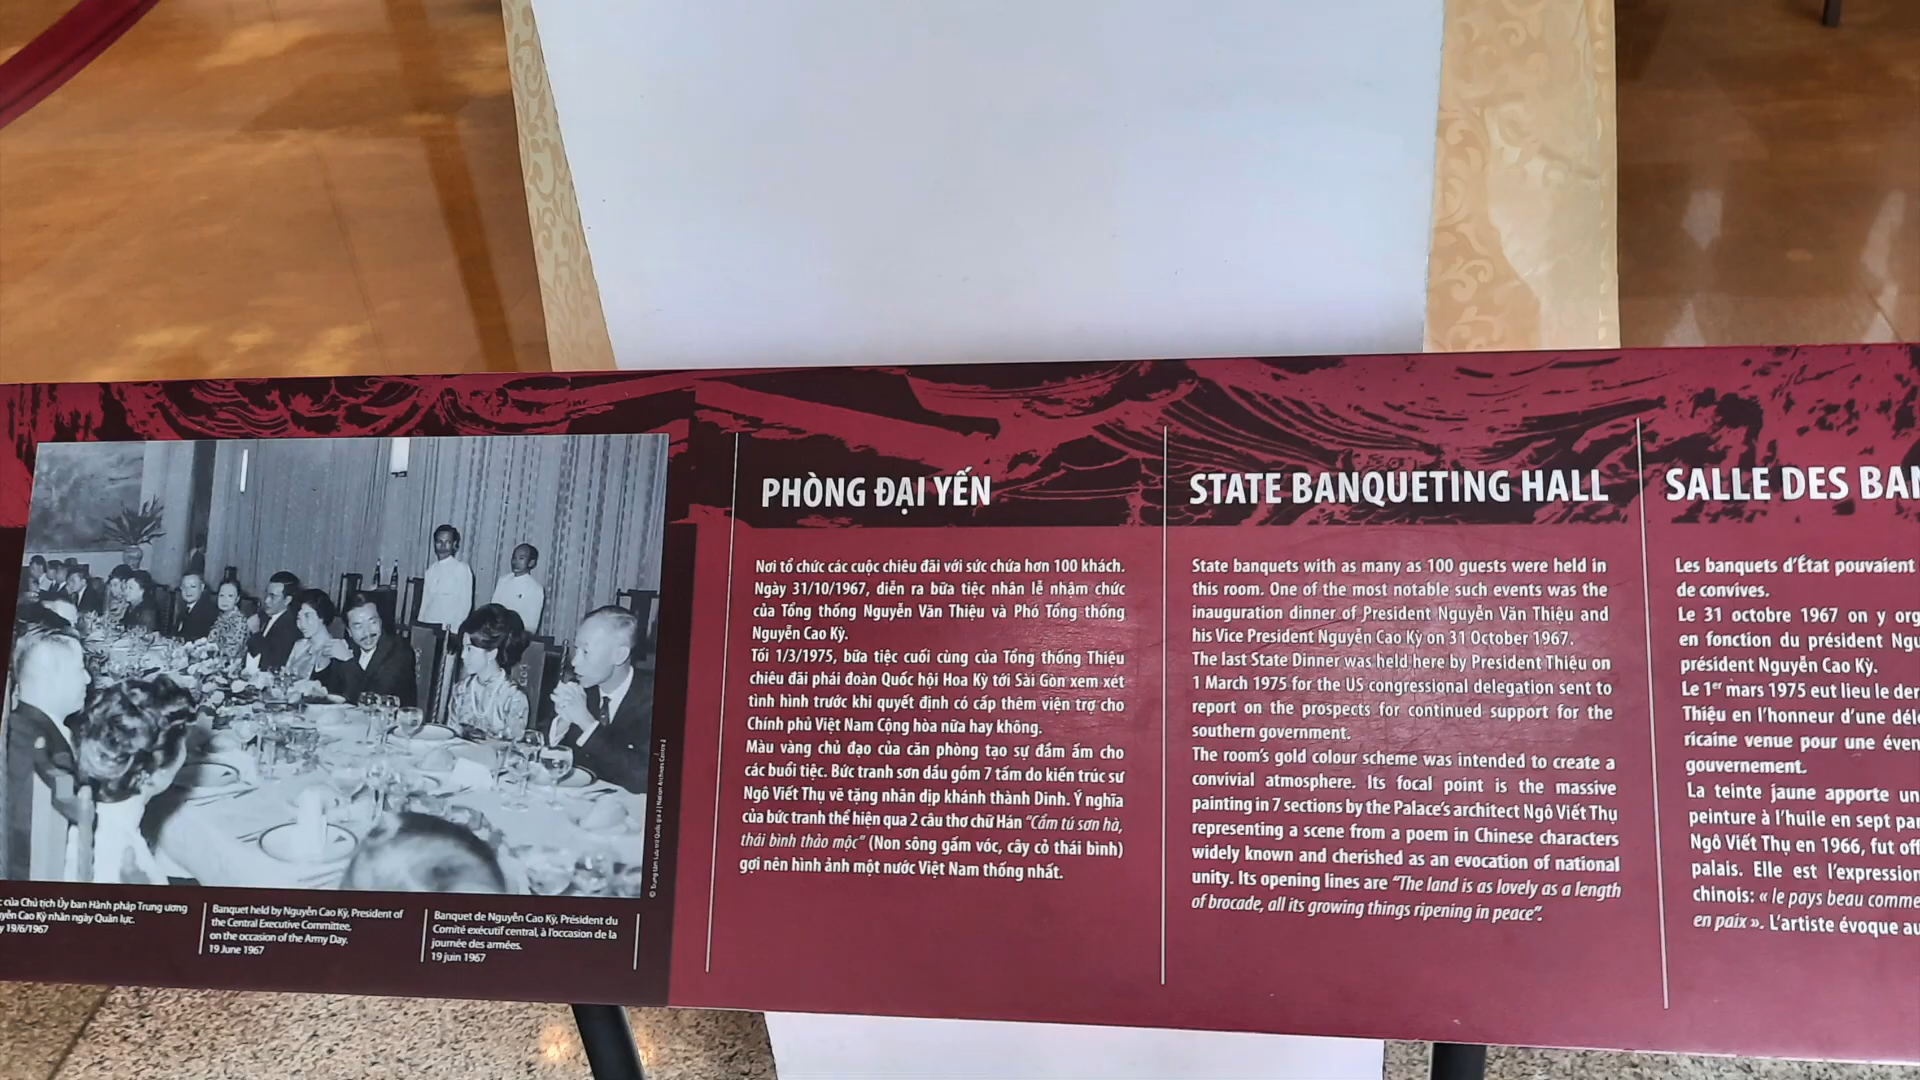 PHÒNG ĐẠI YẾN
Nơi tổ chức các cuộc chiêu đãi với sức chứa hơn 100 khách.
Ngày 31/10/1967, diễn ra bữa tiệc nhân lễ nhậm chức
của Tổng thống Nguyễn Văn Thiệu và Phó Tổng thống
Nguyễn Cao Kỳ.
Tối 1/3/1975, bữa tiệc cuối cùng của Tổng thống Thiệu
chiêu đãi phái đoàn Quốc hội Hoa Kỳ tới Sài Gòn xem xét
tình hình trước khi quyết định có cấp thêm viện trợ cho
Chính phủ Việt Nam Cộng hòa nữa hay không.
Màu vàng chủ đạo của căn phòng tạo sự đầm ấm cho
các buổi tiệc. Bức tranh sơn dầu gồm 7 tấm do kiến trúc sư
Ngô Viết Thụ vẽ tặng nhân dịp khánh thành Dinh. Ý nghĩa
của bức tranh thể hiện qua 2 câu thơ chữ Hán “Cẩm tú sơn hà,
thái bình thảo mộc” (Non sông gấm vóc, cây cỏ thái bình)
gợi nên hình ảnh một nước Việt Nam thống nhất.
STATE BANQUETING HALL
State banquets with as many as 100 guests were held in
this room. One of the most notable such events was the
inauguration dinner of President Nguyễn Văn Thiệu and
his Vice President Nguyễn Cao Kỳ on 31 October 1967.
The last State Dinner was held here by President Thiệu on
1 March 1975 for the US congressional delegation sent to
report on the prospects for continued support for the
southern government.
The room's gold colour scheme was intended to create a
convivial atmosphere. Its focal point is the massive
painting in 7 sections by the Palace's architect Ngô Viết Thụ
representing a scene from a poem in Chinese characters
widely known and cherished as an evocation of national
unity. Its opening lines are “The land is as lovely as a length
of brocade, all its growing things ripening in peace”.
SALLE DES BAN
Les banquets d'État pouvaient
de convives.
Le 31 octobre 1967 on y org
en fonction du président Ngu
président Nguyễn Cao Kỳ.
Le 1er mars 1975 eut lieu le der
Thiệu en l'honneur d'une délé
ricaine venue pour une éven
gouvernement.
La teinte jaune apporte un
peinture à l'huile en sept par
Ngô Viết Thụ en 1966, fut off
palais. Elle est l'expression
chinois: « le pays beau comme
en paix ». L'artiste évoque au
của Chủ tịch Ủy ban Hành pháp Trung ương
yễn Cao Kỳ nhân ngày Quân lực.
y 19/6/1967
Banquet held by Nguyễn Cao Kỳ, President of
the Central Executive Committee,
on the occasion of the Army Day.
19 June 1967
Banquet de Nguyễn Cao Kỳ, Président du
Comité exécutif central, à l'occasion de la
journée des armées.
19 juin 1967